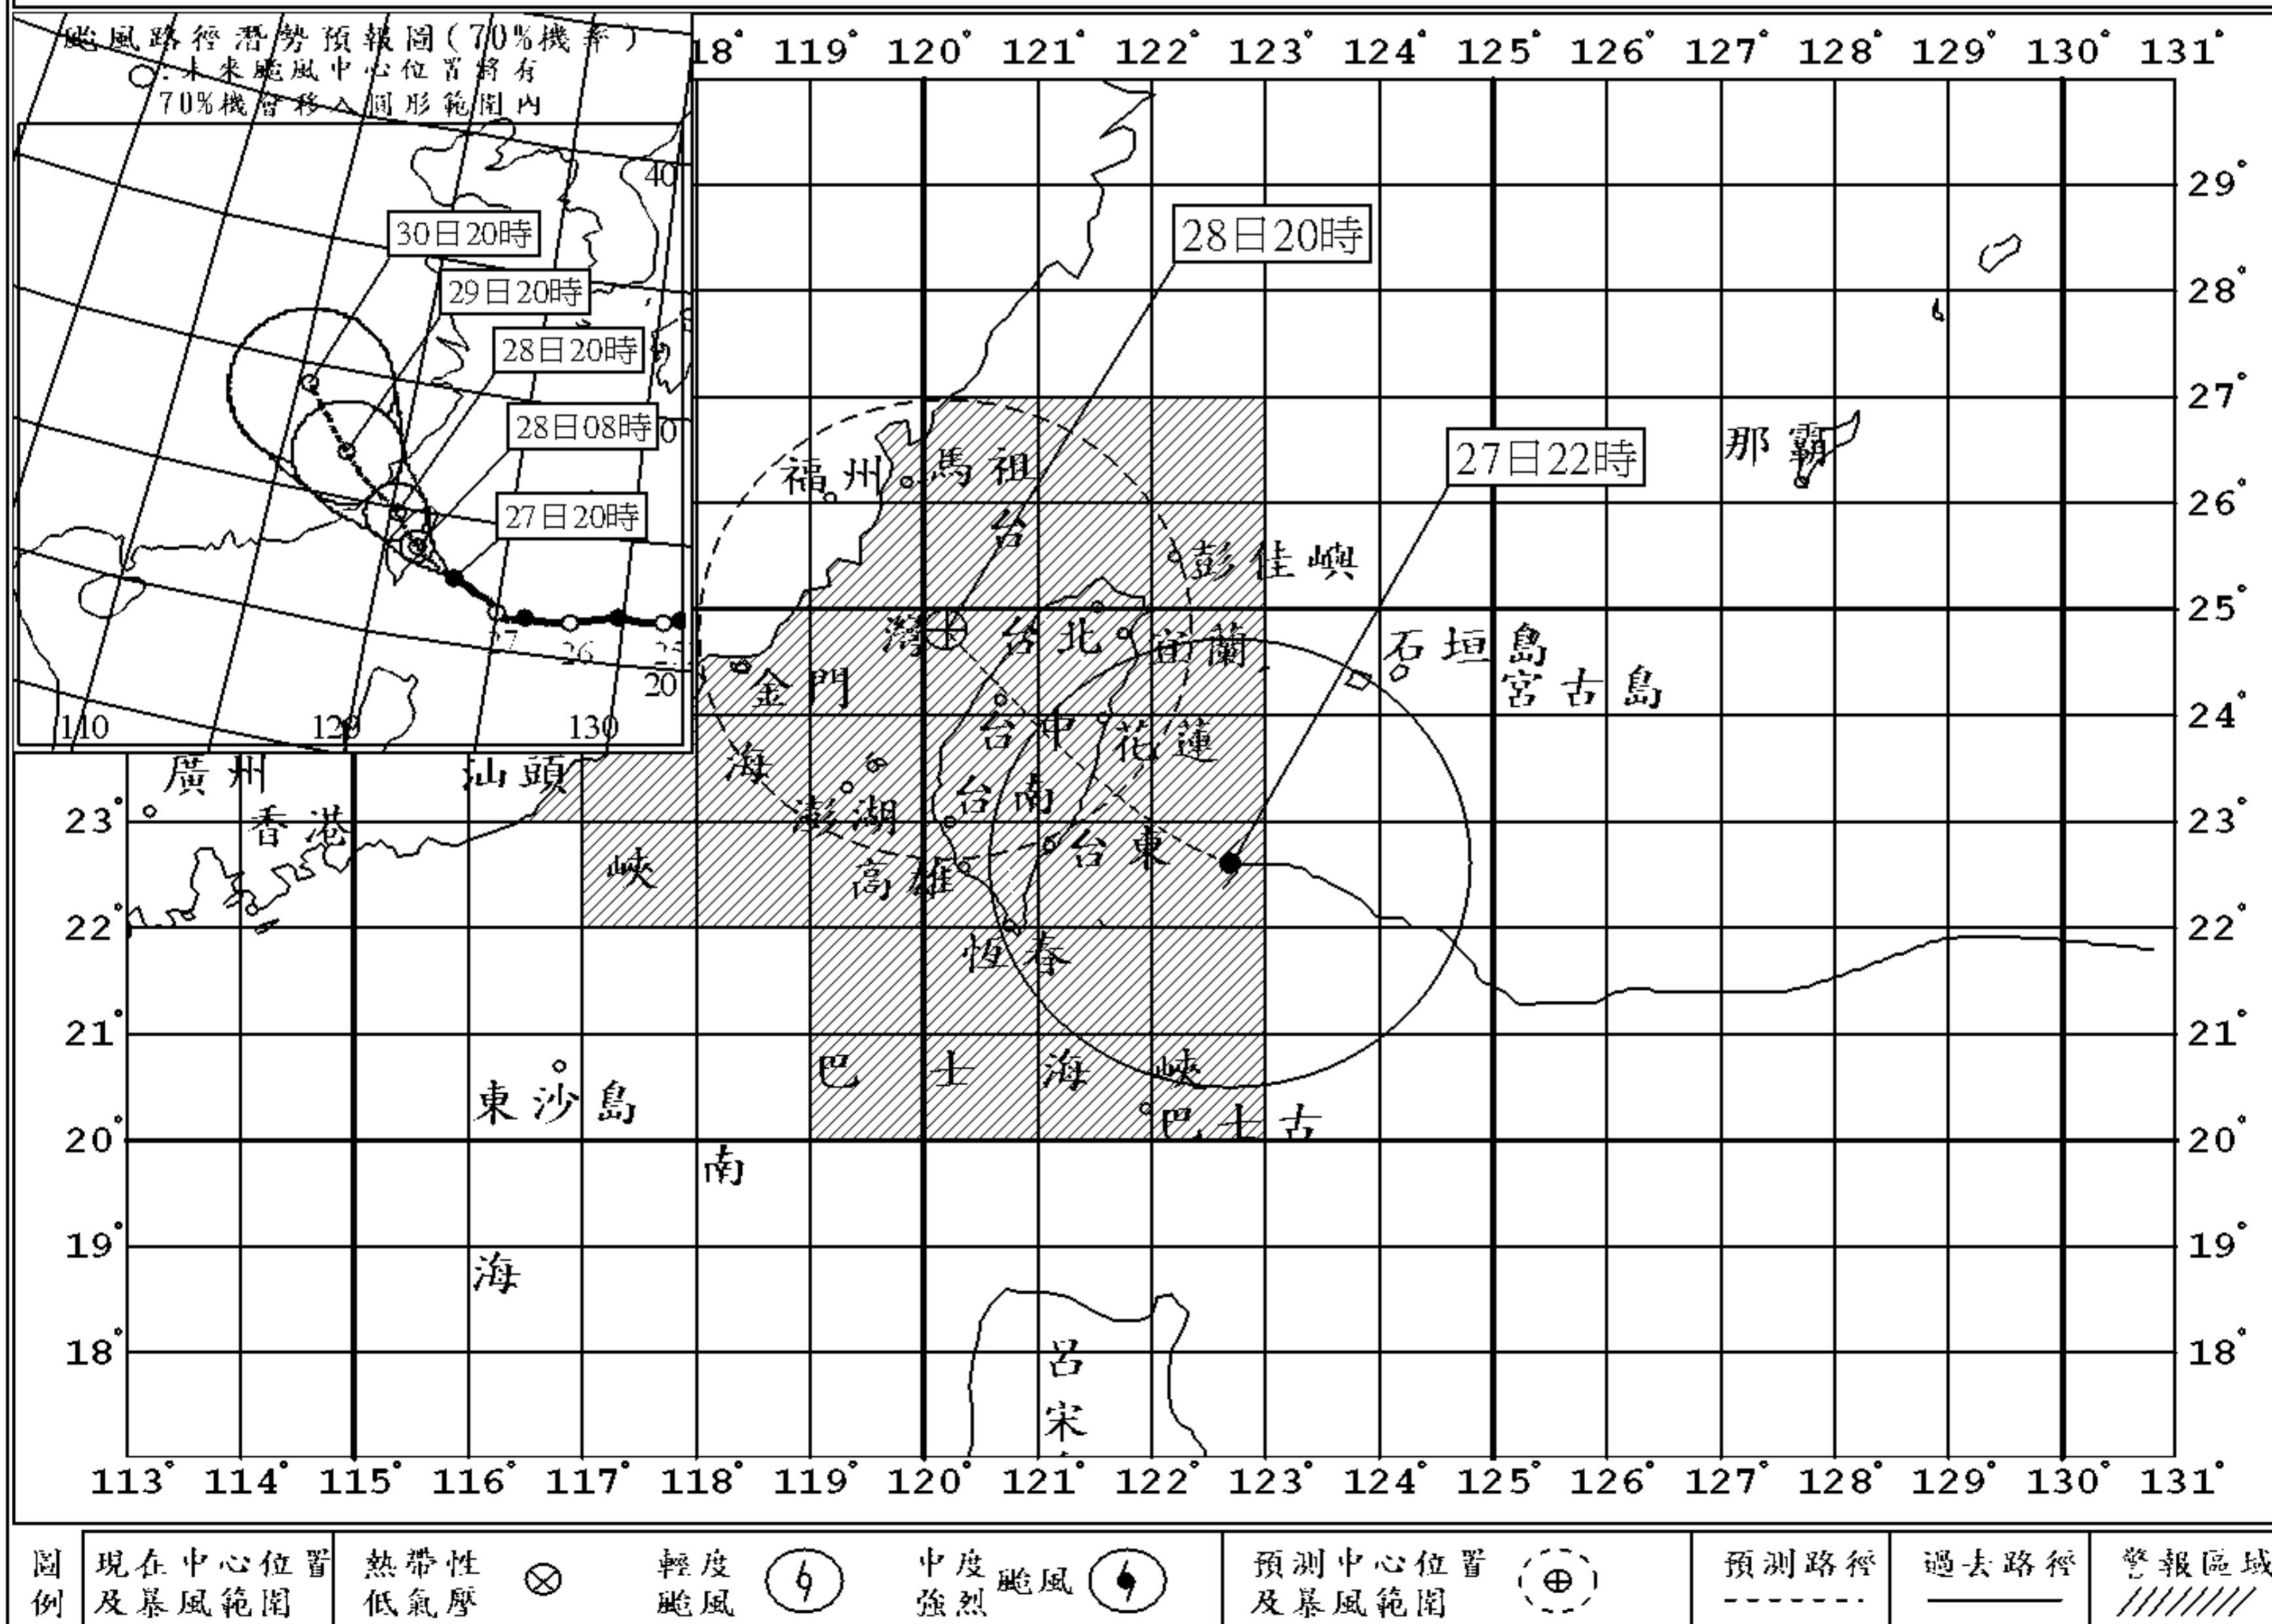 颱風路徑潛勢預報圖(70%機率)
○:未來颱風中心位置將有
70%機會移入圓形範圍內
18° 119° 120° 121° 122° 123° 124° 125° 126° 127° 128° 129° 130° 131°
40
29°
30日20時
28日20時
29日20時
28°
28日20時
27°
28日08時
0
27日22時
那霸
福州
馬祖
26°
27日20時
台
彭佳嶼
25°
27
26
25
20
灣
台北
宜蘭
石垣島
宮古島
金門
24°
110
120
130
台中
花蓮
廣州
汕頭
海
23°
香港
澎湖
台南
23°
峽
高雄
台東
22°
恆春
22°
21°
21°
巴士海峽
東沙島
巴士古
20°
20°
南
19°
海
19°
18°
呂
宋
18°
113° 114° 115° 116° 117° 118° 119° 120° 121° 122° 123° 124° 125° 126° 127° 128° 129° 130° 131°
圖例
現在中心位置
及暴風範圍
熱帶性
低氣壓
輕度
颱風
中度
強烈
颱風
預測中心位置
及暴風範圍
預測路徑
過去路徑
警報區域